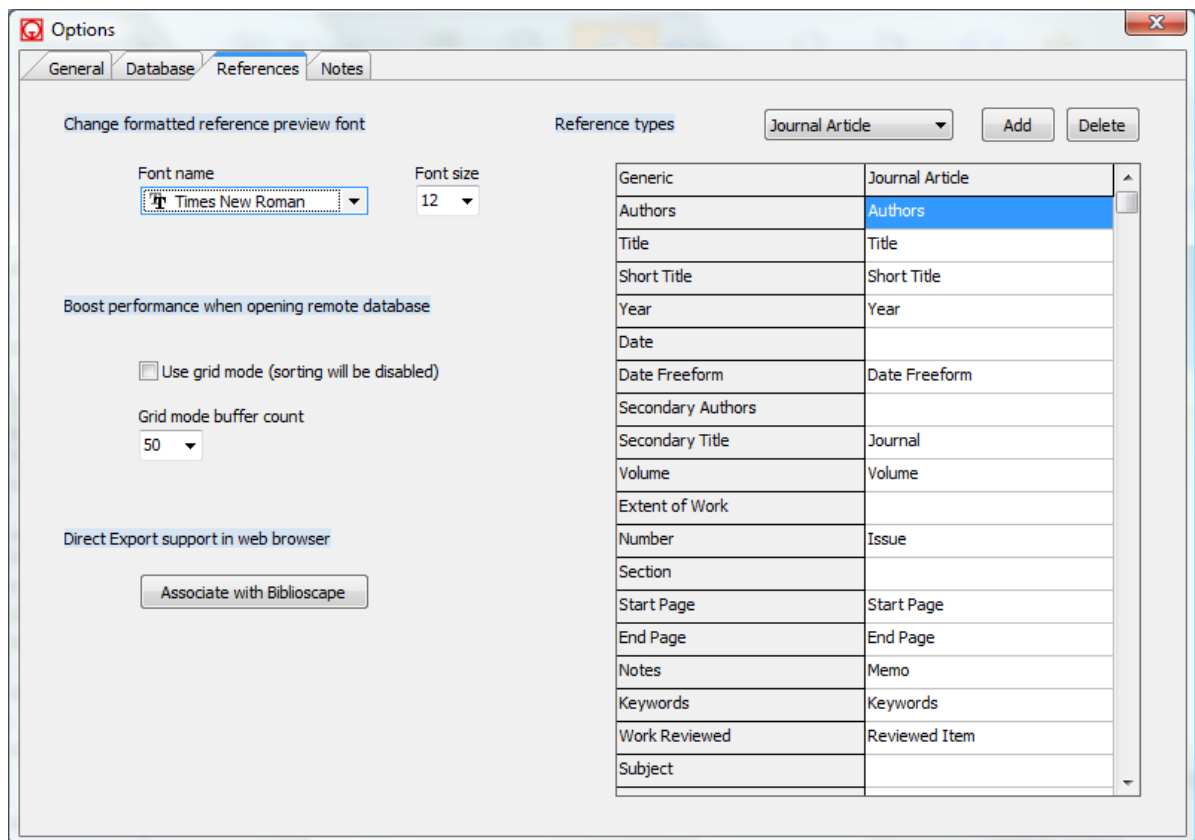 Options
General Database References Notes
Change formatted reference preview font
Font name Font size
Times New Roman 12
Boost performance when opening remote database
Use grid mode (sorting will be disabled)
Grid mode buffer count
50
Direct Export support in web browser
Associate with Biblioscape
Reference types Journal Article Add Delete
Generic Journal Article
Authors Authors
Title Title
Short Title Short Title
Year Year
Date
Date Freeform Date Freeform
Secondary Authors
Secondary Title Journal
Volume Volume
Extent of Work
Number Issue
Section
Start Page Start Page
End Page End Page
Notes Memo
Keywords Keywords
Work Reviewed Reviewed Item
Subject